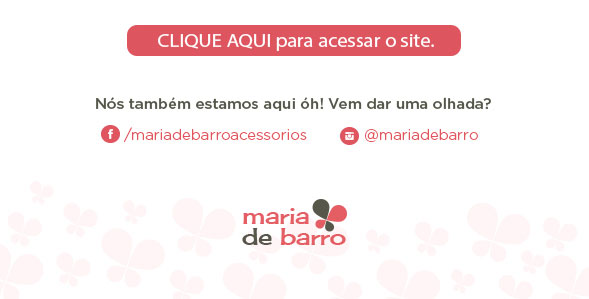 CLIQUE AQUI para acessar o site.
Nós também estamos aqui óh! Vem dar uma olhada?
/mariadebarroacessorios @mariadebarro
maria
de barro